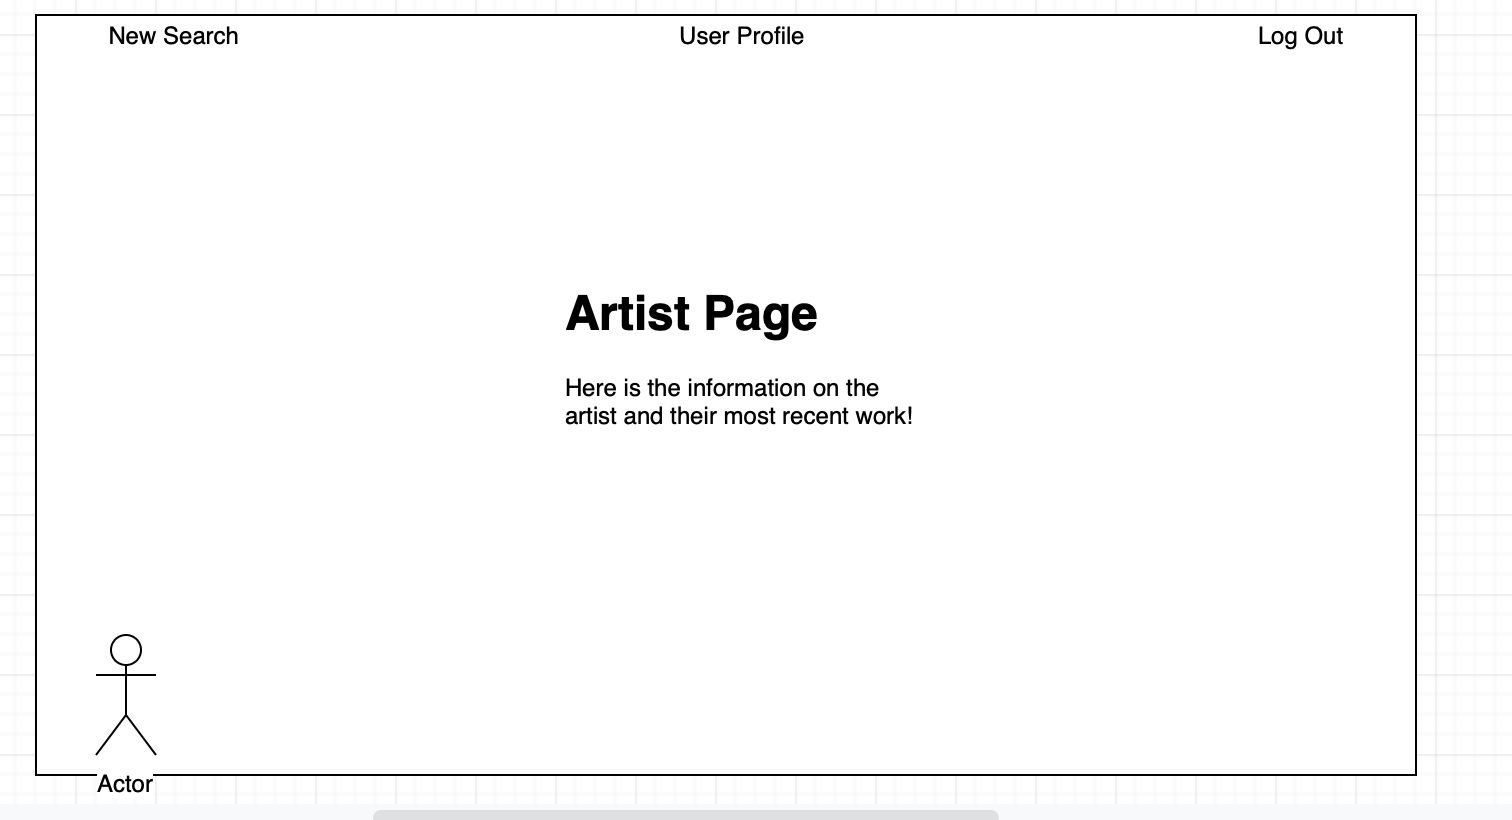 New Search
User Profile
Log Out
Artist Page
Here is the information on the
artist and their most recent work!
Actor